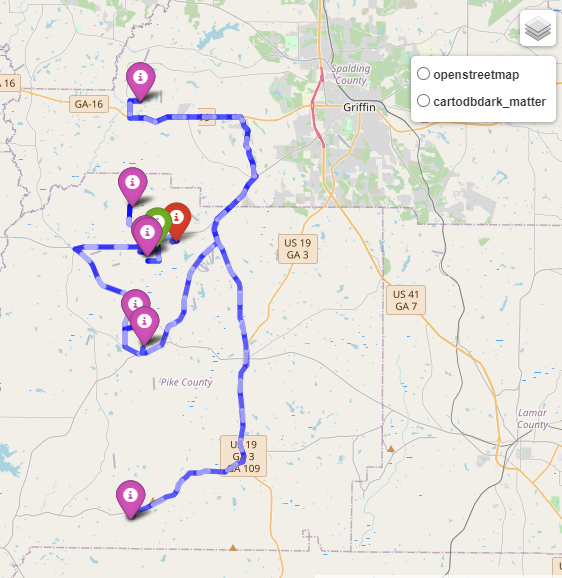 Spalding
County
openstreetmap
cartodbdark_matter
16
GA-16
Griffin
US 19
GA 3
US 41
GA 7
Pike County
Lamar
County
US 19
GA 3
GA 109